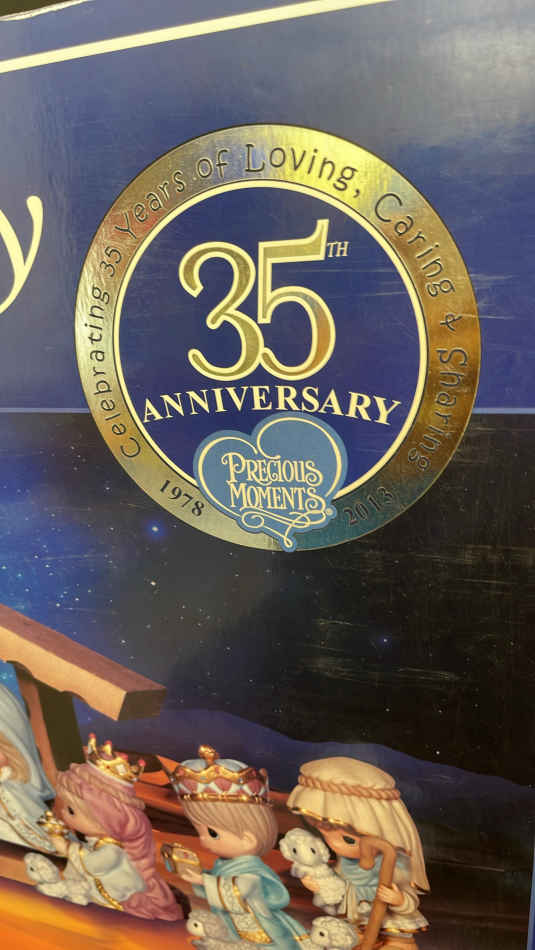 y
Celebrating 35 Years of Loving, Caring & Sharing
35TH
ANNIVERSARY
PRECIOUS
MOMENTS®
1978
2013